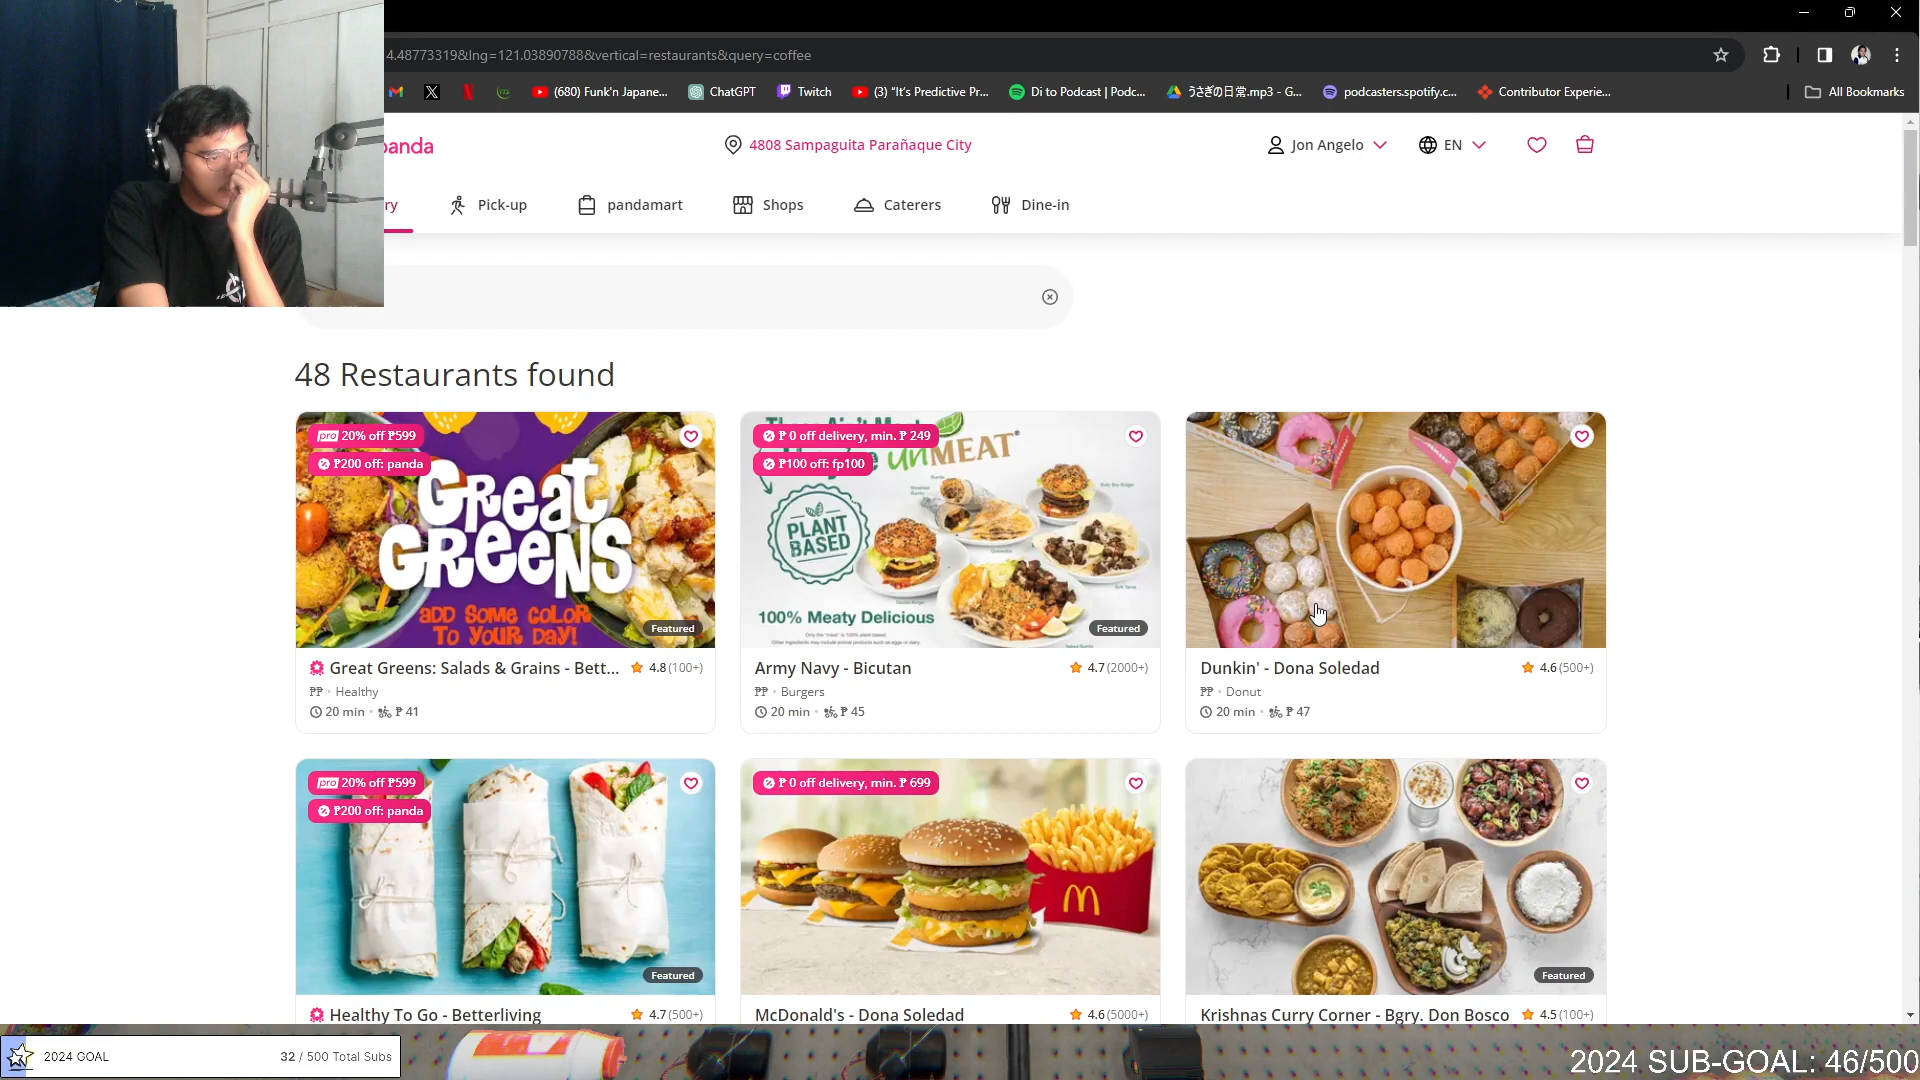 4.48773319&lng=121.03890788&vertical=restaurants&query=coffee
(680) Funk'n Japane...
ChatGPT
Twitch
(3) "It's Predictive Pr...
Di to Podcast | Podc...
うさぎの日常.mp3 - G...
podcasters.spotify.c...
Contributor Experie...
All Bookmarks
panda
4808 Sampaguita Parañaque City
Jon Angelo
EN
ry
Pick-up
pandamart
Shops
Caterers
Dine-in
48 Restaurants found
pro 20% off ₱599
₱200 off: panda
GReat GReeNs
aDD SoMe coLoR
To YouR Day!
Featured
Great Greens: Salads & Grains - Bett...
4.8 (100+)
₱₱ • Healthy
20 min • ₱ 41
₱ 0 off delivery, min. ₱ 249
₱100 off: fp100
unMEAT
PLANT BASED
100% Meaty Delicious
Featured
Army Navy - Bicutan
4.7 (2000+)
₱₱ • Burgers
20 min • ₱ 45
Dunkin' - Dona Soledad
4.6 (500+)
₱₱ • Donut
20 min • ₱ 47
pro 20% off ₱599
₱200 off: panda
Featured
Healthy To Go - Betterliving
4.7 (500+)
₱ 0 off delivery, min. ₱ 699
McDonald's - Dona Soledad
4.6 (5000+)
Featured
Krishnas Curry Corner - Bgry. Don Bosco
4.5 (100+)
2024 GOAL
32 / 500 Total Subs
2024 SUB-GOAL: 46/500